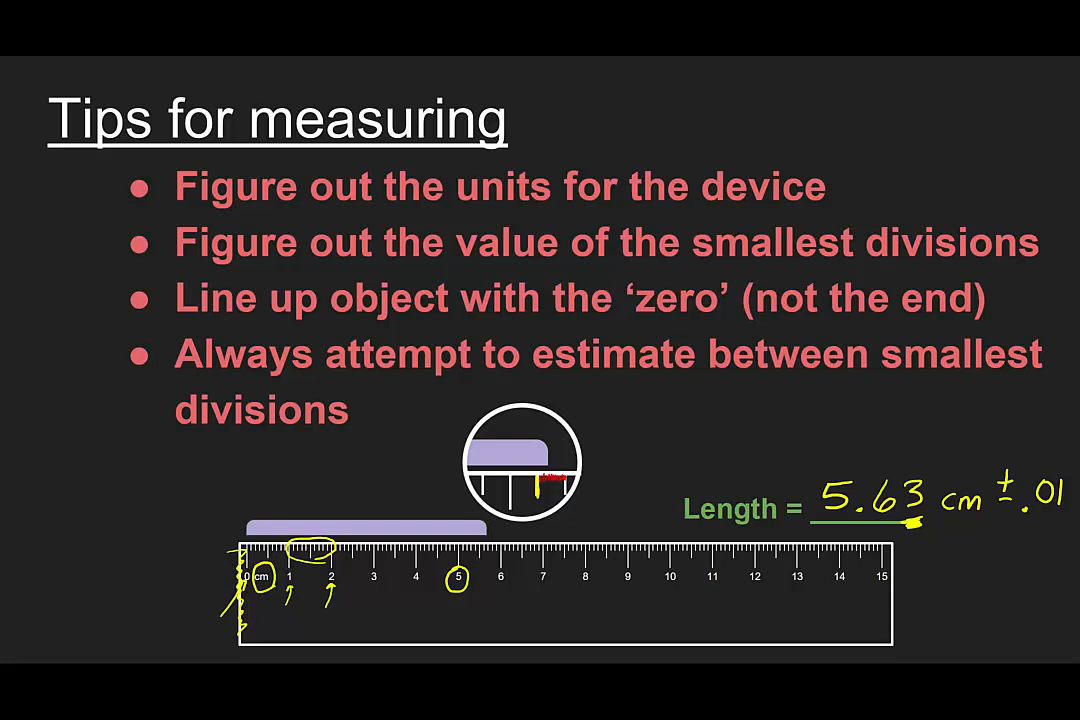 Tips for measuring
● Figure out the units for the device
● Figure out the value of the smallest divisions
● Line up object with the ‘zero’ (not the end)
● Always attempt to estimate between smallest
divisions
Length = 5.63 cm ± .01
0 cm 1 2 3 4 5 6 7 8 9 10 11 12 13 14 15